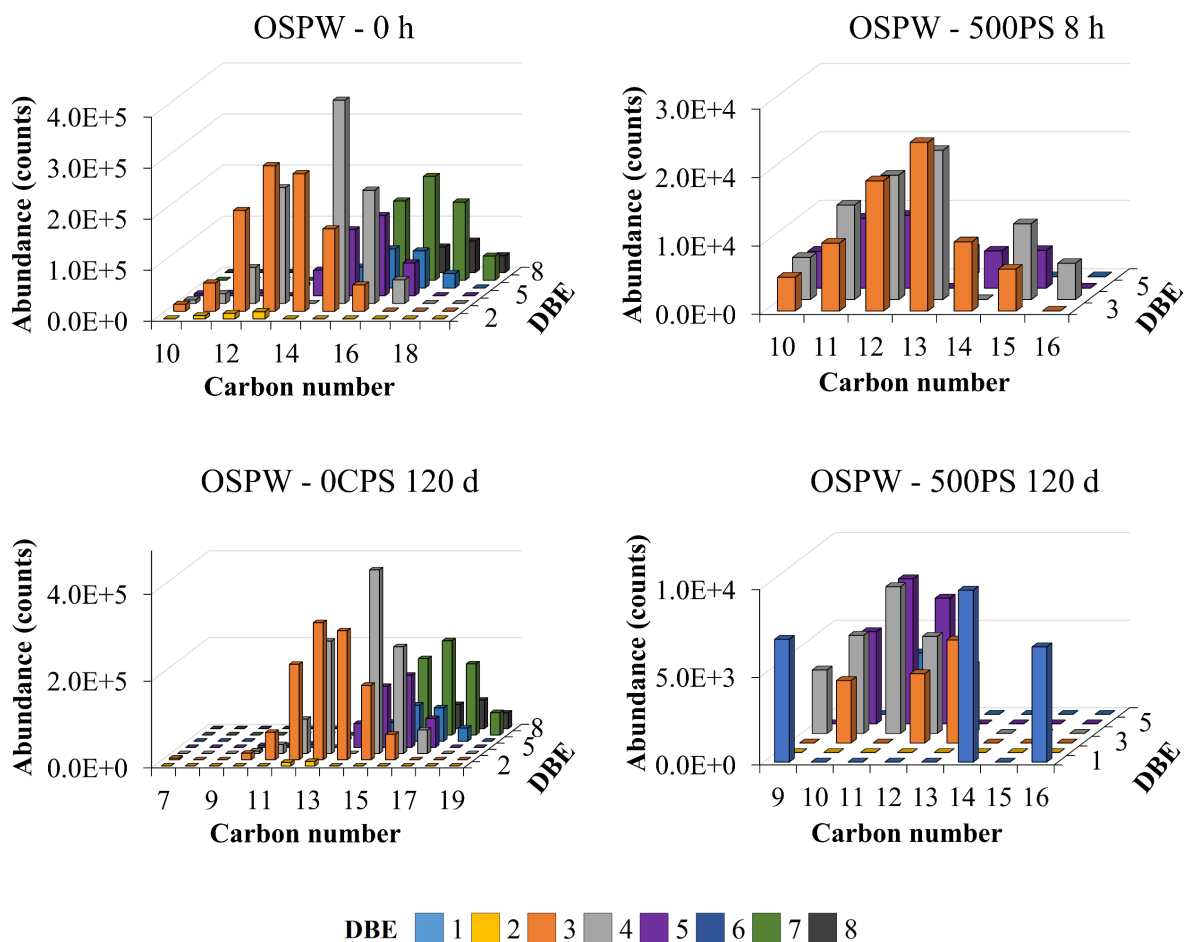 OSPW - 0 h
Abundance (counts)
4.0E+5
3.0E+5
2.0E+5
1.0E+5
0.0E+0
10 12 14 16 18
Carbon number
2 5 8
DBE
OSPW - 500PS 8 h
Abundance (counts)
3.0E+4
2.0E+4
1.0E+4
0.0E+0
10 11 12 13 14 15 16
Carbon number
3 5
DBE
OSPW - 0CPS 120 d
Abundance (counts)
4.0E+5
2.0E+5
0.0E+0
7 9 11 13 15 17 19
Carbon number
2 5 8
DBE
OSPW - 500PS 120 d
Abundance (counts)
1.0E+4
5.0E+3
0.0E+0
9 10 11 12 13 14 15 16
Carbon number
1 3 5
DBE
DBE 1 2 3 4 5 6 7 8